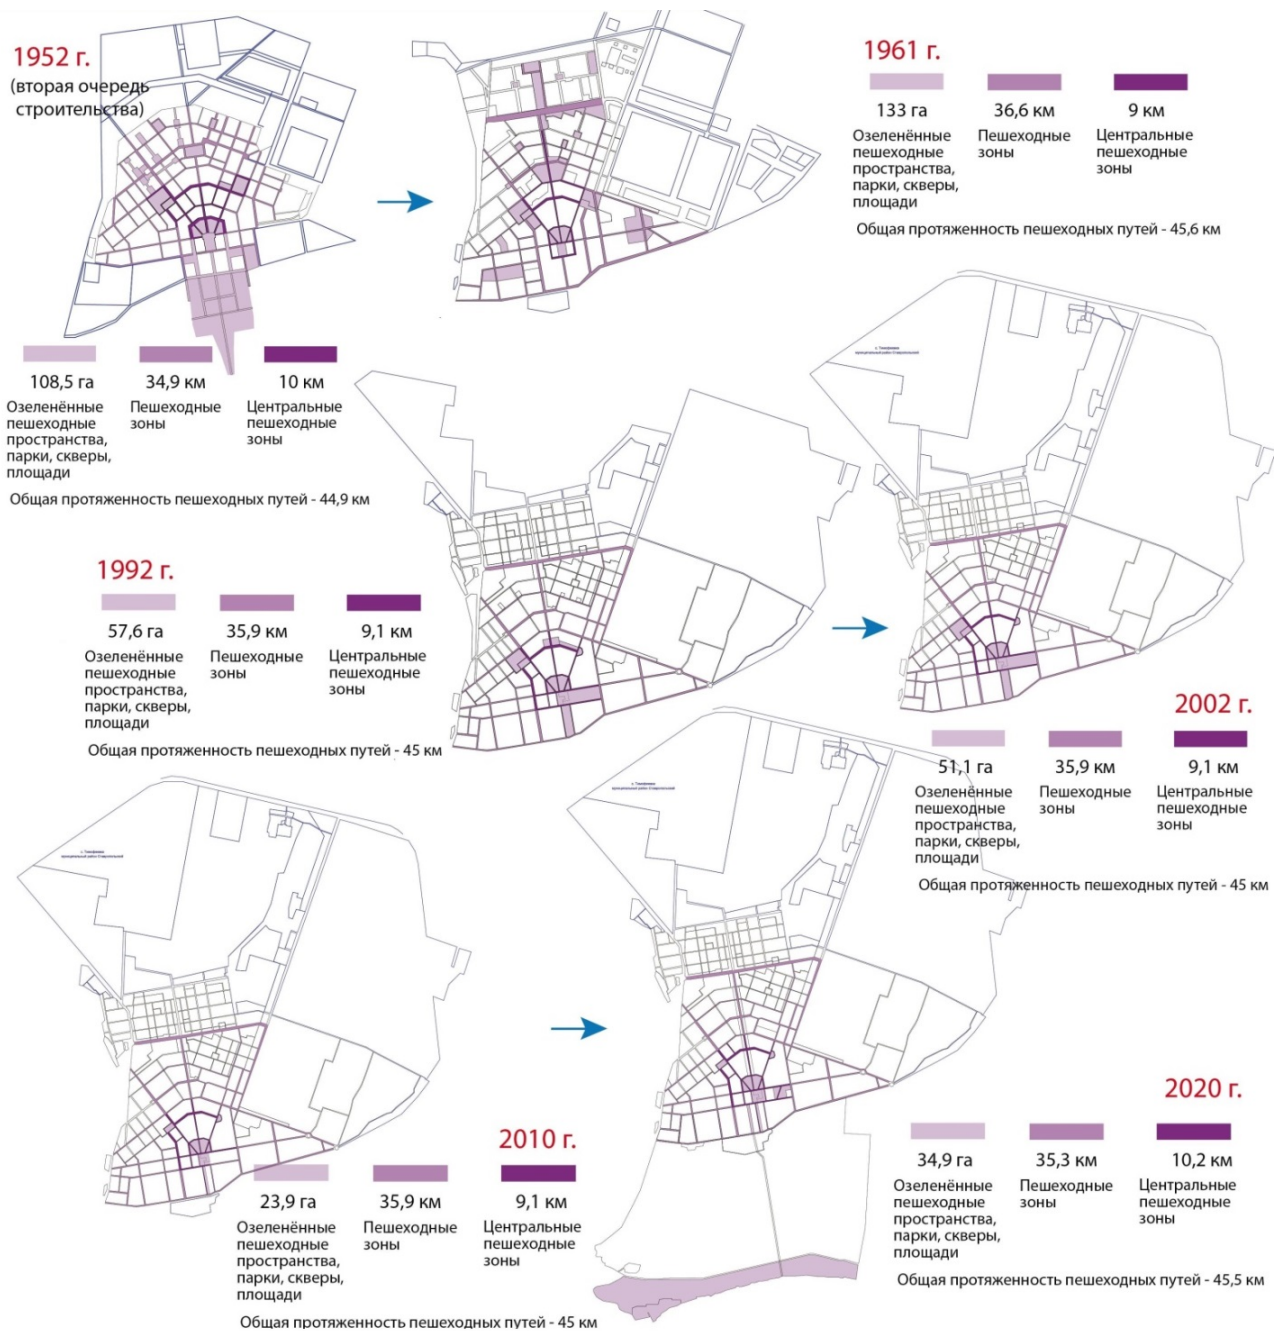 1952 г.
(вторая очередь
строительства)
108,5 га
Озеленённые
пешеходные
пространства,
парки, скверы,
площади
34,9 км
Пешеходные
зоны
10 км
Центральные
пешеходные
зоны
Общая протяженность пешеходных путей - 44,9 км
1961 г.
133 га
Озеленённые
пешеходные
пространства,
парки, скверы,
площади
36,6 км
Пешеходные
зоны
9 км
Центральные
пешеходные
зоны
Общая протяженность пешеходных путей - 45,6 км
1992 г.
57,6 га
Озеленённые
пешеходные
пространства,
парки, скверы,
площади
35,9 км
Пешеходные
зоны
9,1 км
Центральные
пешеходные
зоны
Общая протяженность пешеходных путей - 45 км
2002 г.
51,1 га
Озеленённые
пешеходные
пространства,
парки, скверы,
площади
35,9 км
Пешеходные
зоны
9,1 км
Центральные
пешеходные
зоны
Общая протяженность пешеходных путей - 45 км
2010 г.
23,9 га
Озеленённые
пешеходные
пространства,
парки, скверы,
площади
35,9 км
Пешеходные
зоны
9,1 км
Центральные
пешеходные
зоны
Общая протяженность пешеходных путей - 45 км
2020 г.
34,9 га
Озеленённые
пешеходные
пространства,
парки, скверы,
площади
35,3 км
Пешеходные
зоны
10,2 км
Центральные
пешеходные
зоны
Общая протяженность пешеходных путей - 45,5 км